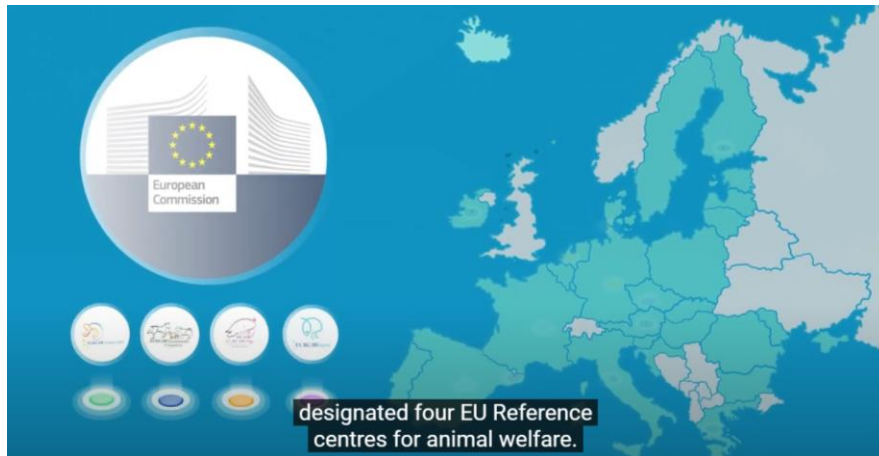 European
Commission
designated four EU Reference
centres for animal welfare.